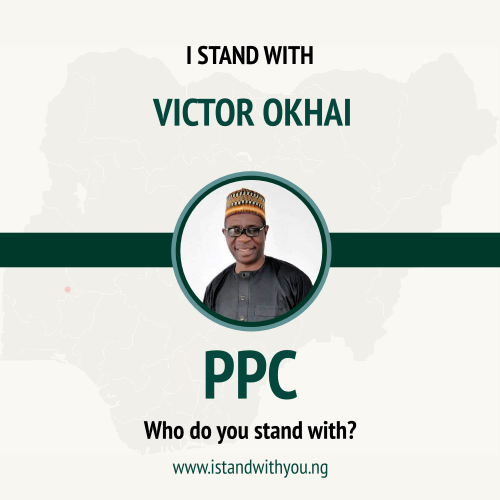 I STAND WITH
VICTOR OKHAI
PPC
Who do you stand with?
www.istandwithyou.ng